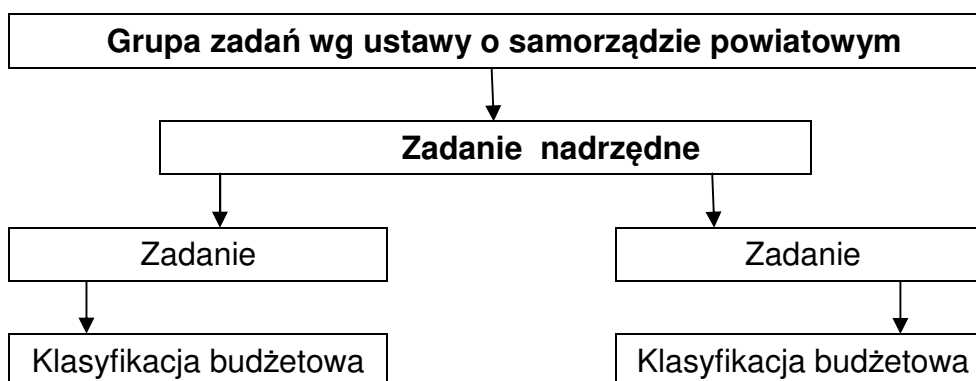 Grupa zadań wg ustawy o samorządzie powiatowym
Zadanie nadrzędne
Zadanie
Zadanie
Klasyfikacja budżetowa
Klasyfikacja budżetowa